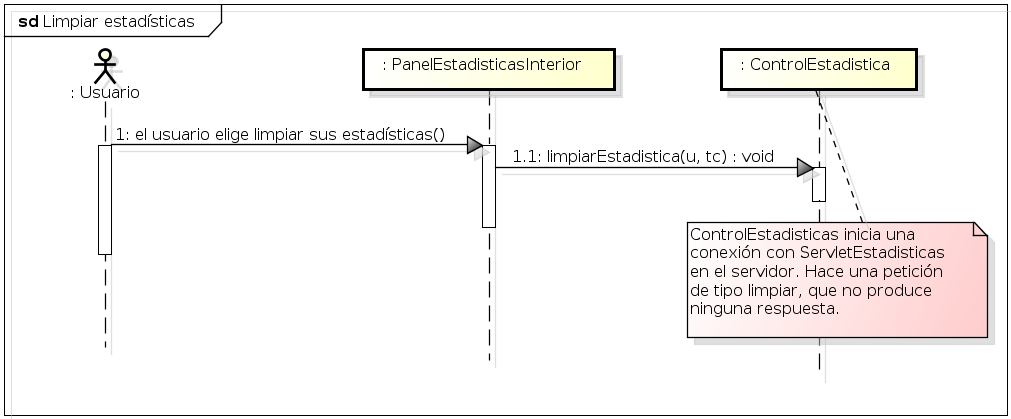 sd Limpiar estadísticas
: Usuario
: PanelEstadisticasInterior
: ControlEstadistica
1: el usuario elige limpiar sus estadísticas()
1.1: limpiarEstadistica(u, tc) : void
ControlEstadisticas inicia una
conexión con ServletEstadisticas
en el servidor. Hace una petición
de tipo limpiar, que no produce
ninguna respuesta.